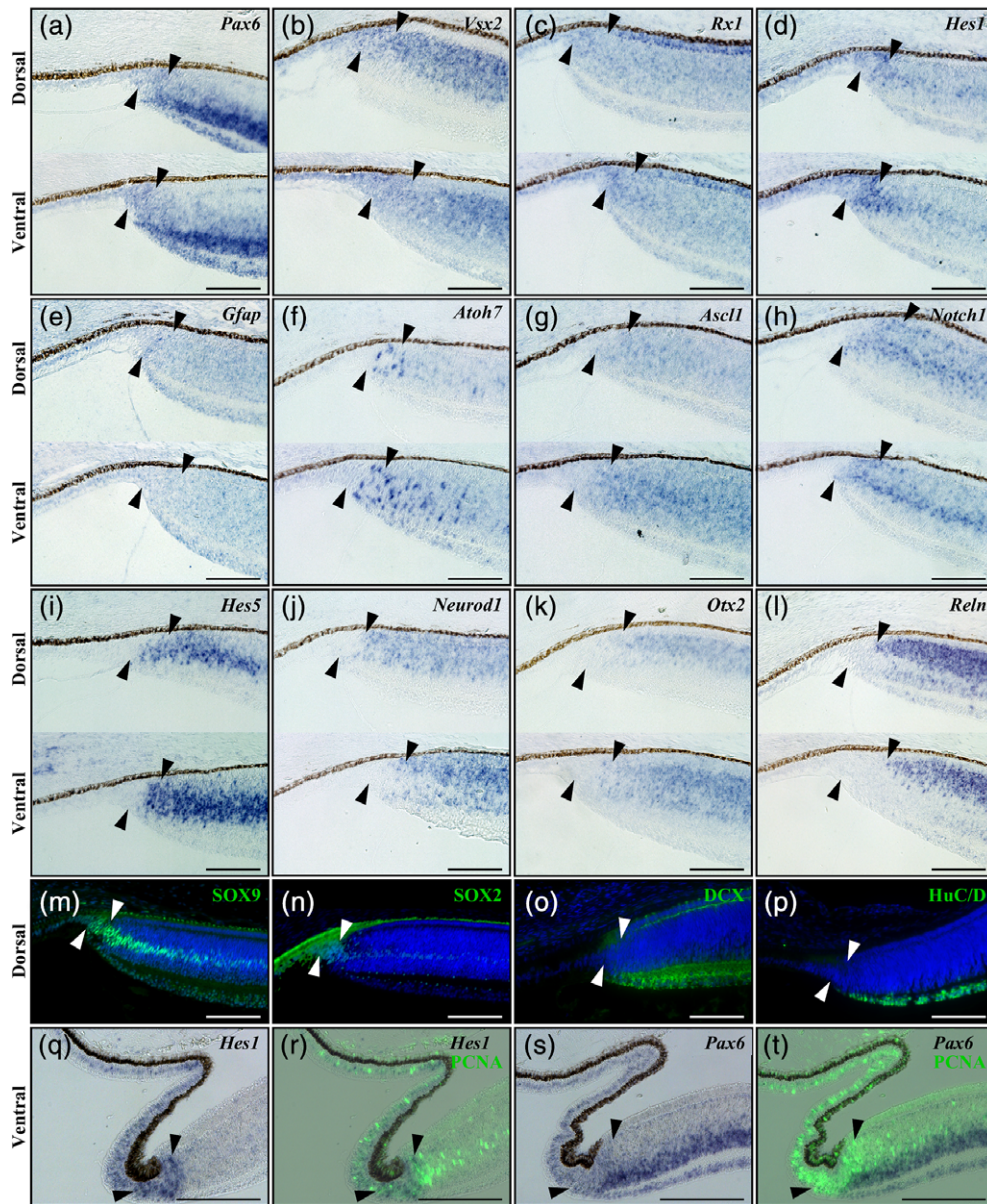 (a) Pax6 (b) Vsx2 (c) Rx1 (d) Hes1
Dorsal
Ventral
(e) Gfap (f) Atoh7 (g) Ascl1 (h) Notch1
Dorsal
Ventral
(i) Hes5 (j) Neurod1 (k) Otx2 (l) Reln
Dorsal
Ventral
(m) SOX9 (n) SOX2 (o) DCX (p) HuC/D
Dorsal
(q) Hes1 (r) Hes1 (s) Pax6 (t) Pax6
PCNA PCNA
Ventral